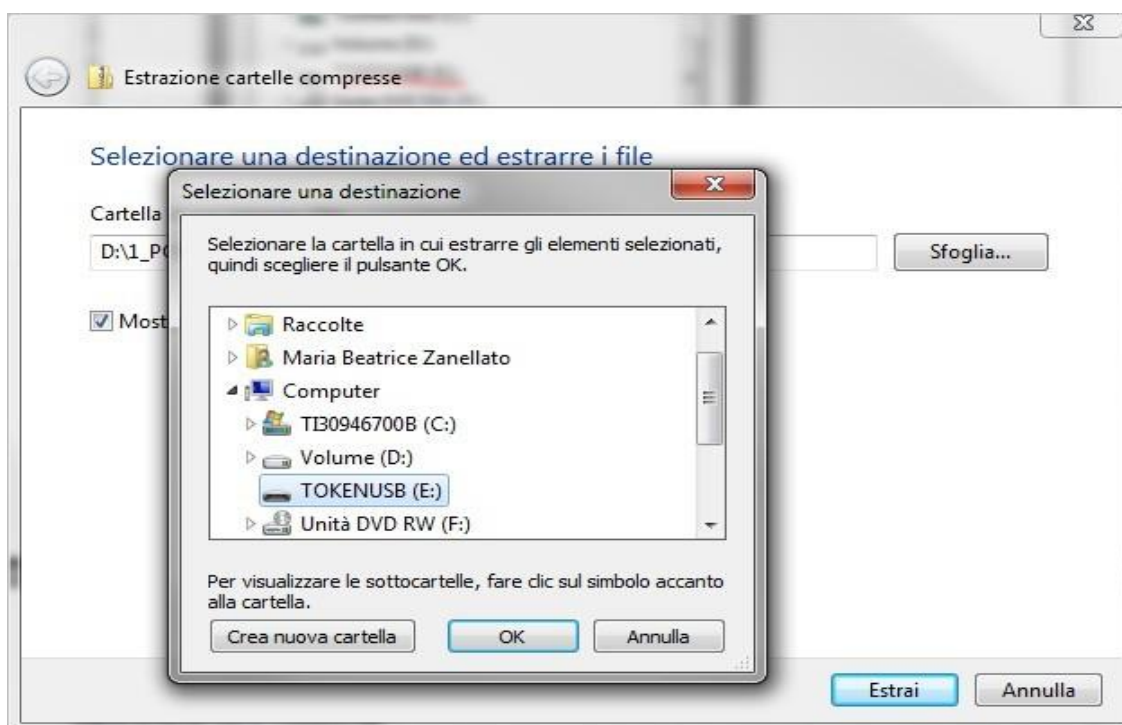 Estrazione cartelle compresse
Selezionare una destinazione ed estrarre i file
Selezionare una destinazione
Cartella
D:\1_P
Sfoglia...
Selezionare la cartella in cui estrarre gli elementi selezionati,
quindi scegliere il pulsante OK.
Most
Raccolte
Maria Beatrice Zanellato
Computer
TI30946700B (C:)
Volume (D:)
TOKENUSB (E:)
Unità DVD RW (F:)
Per visualizzare le sottocartelle, fare clic sul simbolo accanto
alla cartella.
Crea nuova cartella
OK
Annulla
Estrai
Annulla